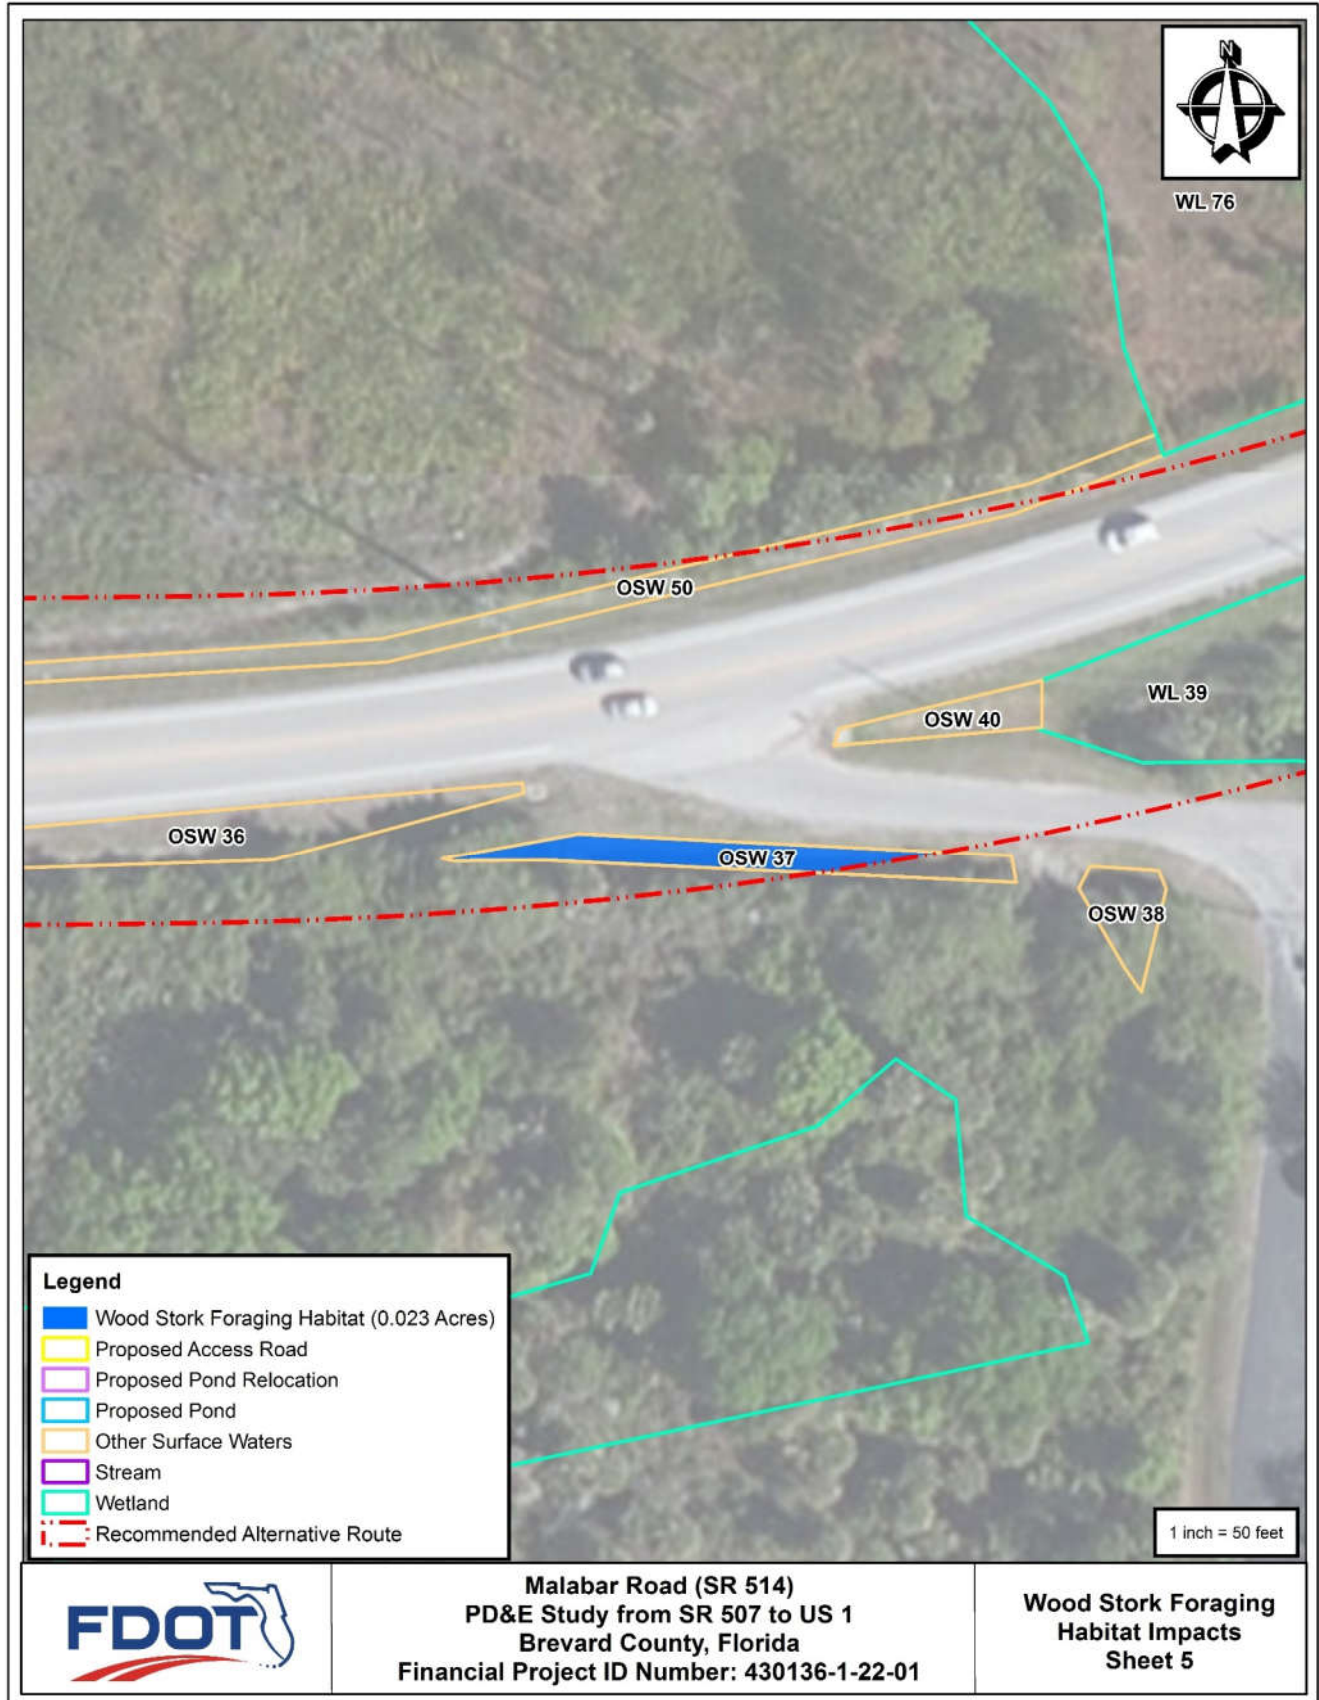 N
WL 76
OSW 50
WL 39
OSW 40
OSW 36
OSW 37
OSW 38
Legend
Wood Stork Foraging Habitat (0.023 Acres)
Proposed Access Road
Proposed Pond Relocation
Proposed Pond
Other Surface Waters
Stream
Wetland
Recommended Alternative Route
1 inch = 50 feet
FDOT
Malabar Road (SR 514)
PD&E Study from SR 507 to US 1
Brevard County, Florida
Financial Project ID Number: 430136-1-22-01
Wood Stork Foraging
Habitat Impacts
Sheet 5